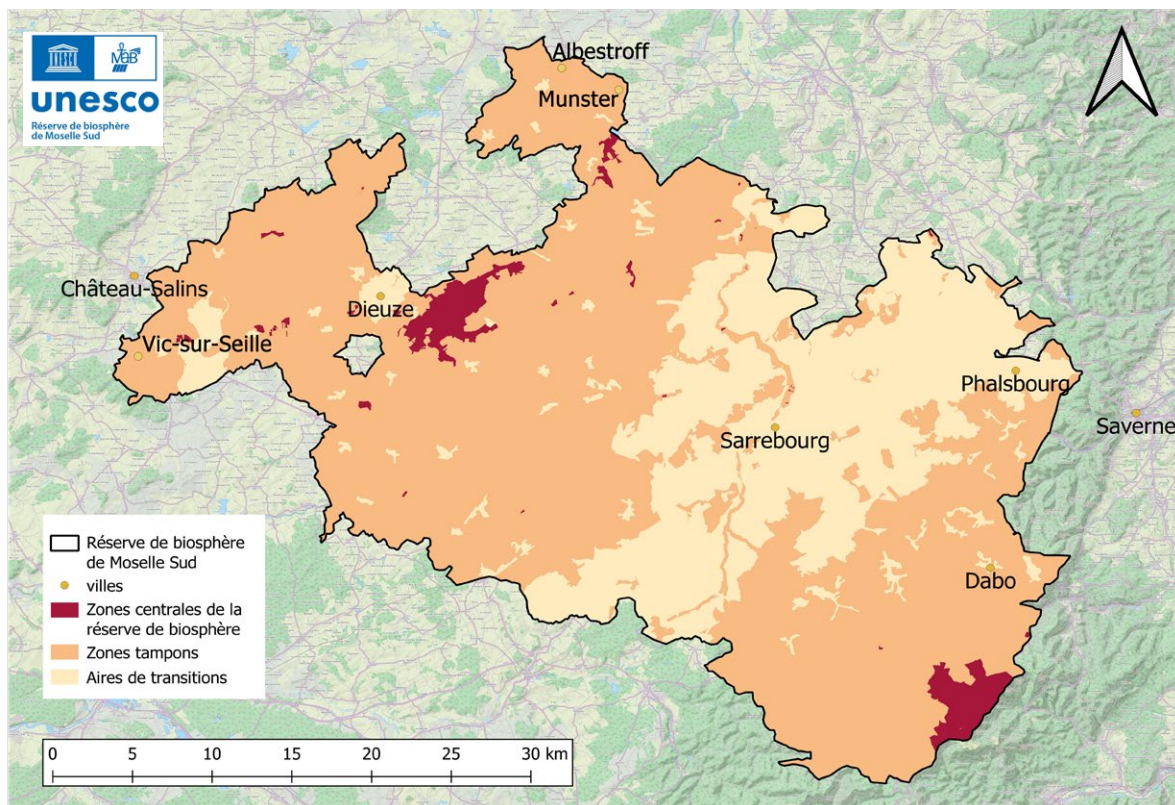 MaB
unesco
Réserve de biosphère
de Moselle Sud
Albestroff
Munster
Château-Salins
Dieuze
Vic-sur-Seille
Phalsbourg
Saverne
Sarrebourg
Dabo
Réserve de biosphère
de Moselle Sud
villes
Zones centrales de la
réserve de biosphère
Zones tampons
Aires de transitions
0 5 10 15 20 25 30 km